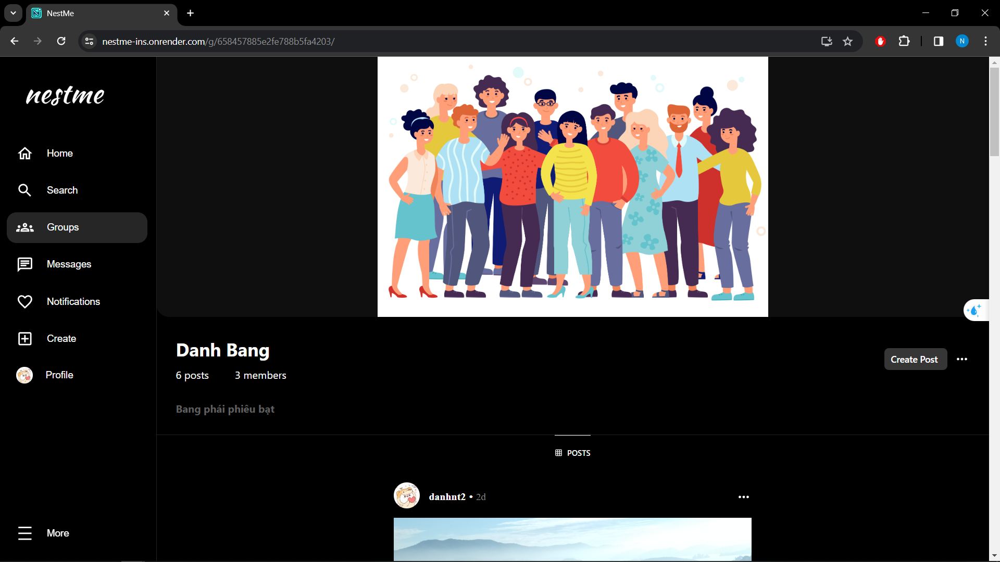 NestMe
nestme-ins.onrender.com/g/658457885e2fe788b5fa4203/
N
nestme
Home
Search
Groups
Messages
Notifications
Create
Profile
More
Danh Bang
6 posts 3 members
Create Post
Bang phái phiêu bạt
POSTS
danhnt2 • 2d